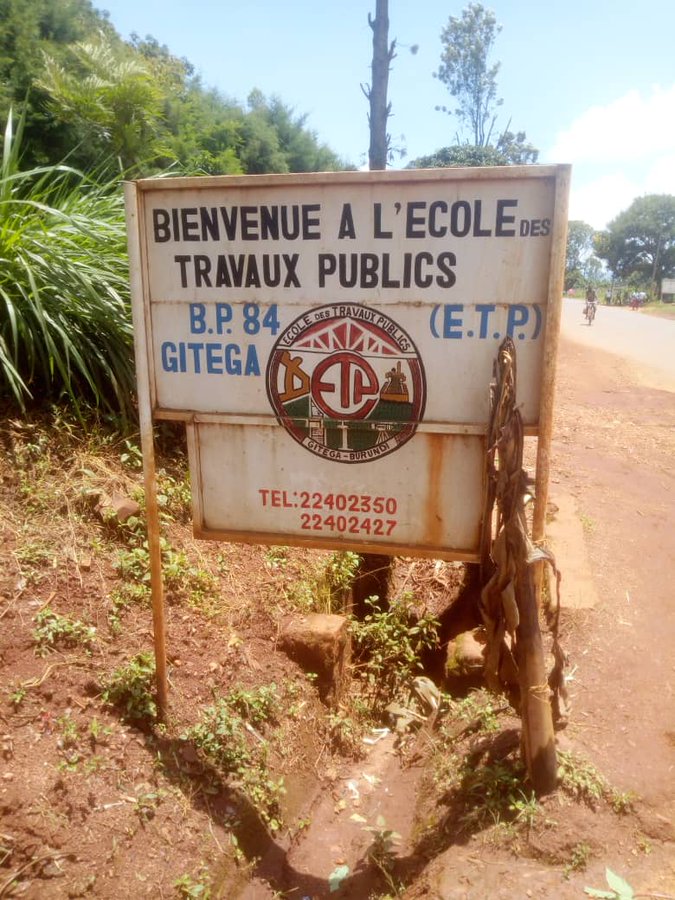 BIENVENUE A L'ECOLE DES
TRAVAUX PUBLICS
B.P. 84
GITEGA
(E.T.P.)
ECOLE DES TRAVAUX PUBLICS
ETP
GITEGA-BURUNDI
TEL:22402350
22402427